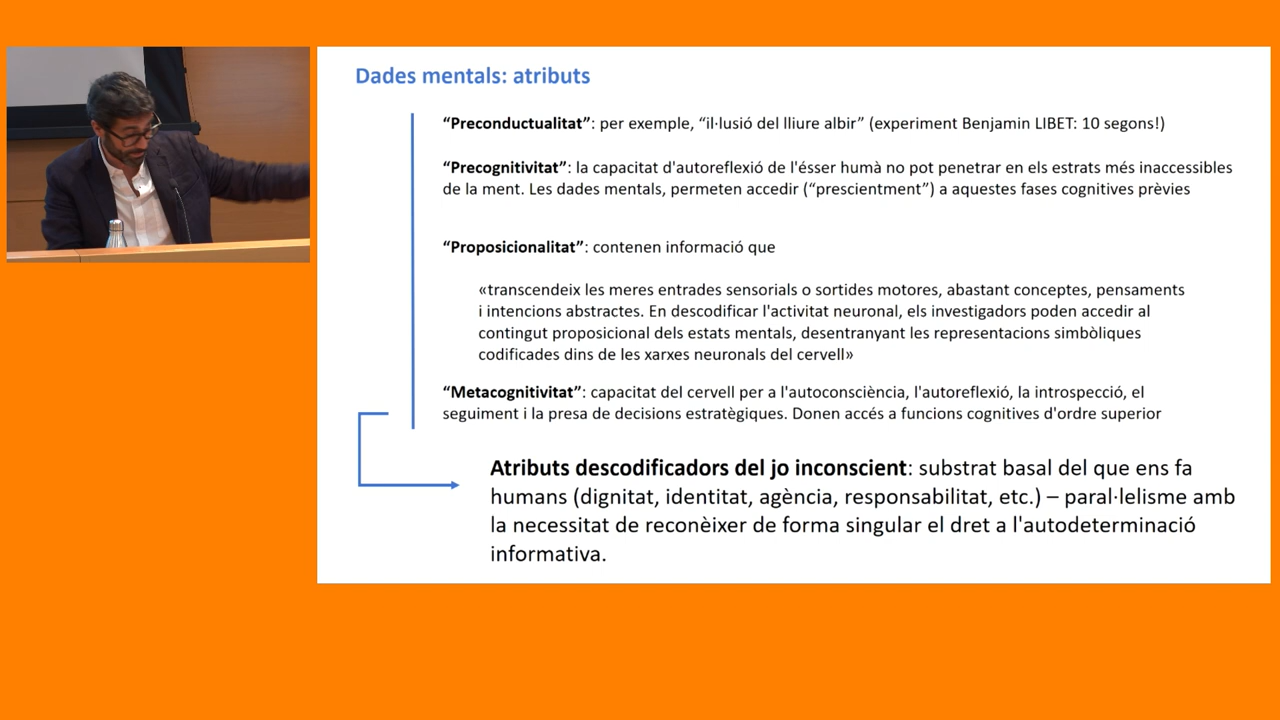 Dades mentals: atributs
“Preconductualitat”: per exemple, “il·lusió del lliure albir” (experiment Benjamin LIBET: 10 segons!)
“Precognitivitat”: la capacitat d'autoreflexió de l'ésser humà no pot penetrar en els estrats més inaccessibles
de la ment. Les dades mentals, permeten accedir (“prescientment”) a aquestes fases cognitives prèvies
“Proposicionalitat”: contenen informació que
«transcendeix les meres entrades sensorials o sortides motores, abastant conceptes, pensaments
i intencions abstractes. En descodificar l'activitat neuronal, els investigadors poden accedir al
contingut proposicional dels estats mentals, desentranyant les representacions simbòliques
codificades dins de les xarxes neuronals del cervell»
“Metacognitivitat”: capacitat del cervell per a l'autoconsciència, l'autoreflexió, la introspecció, el
seguiment i la presa de decisions estratègiques. Donen accés a funcions cognitives d'ordre superior
Atributs descodificadors del jo inconscient: substrat basal del que ens fa
humans (dignitat, identitat, agència, responsabilitat, etc.) – paral·lelisme amb
la necessitat de reconèixer de forma singular el dret a l'autodeterminació
informativa.